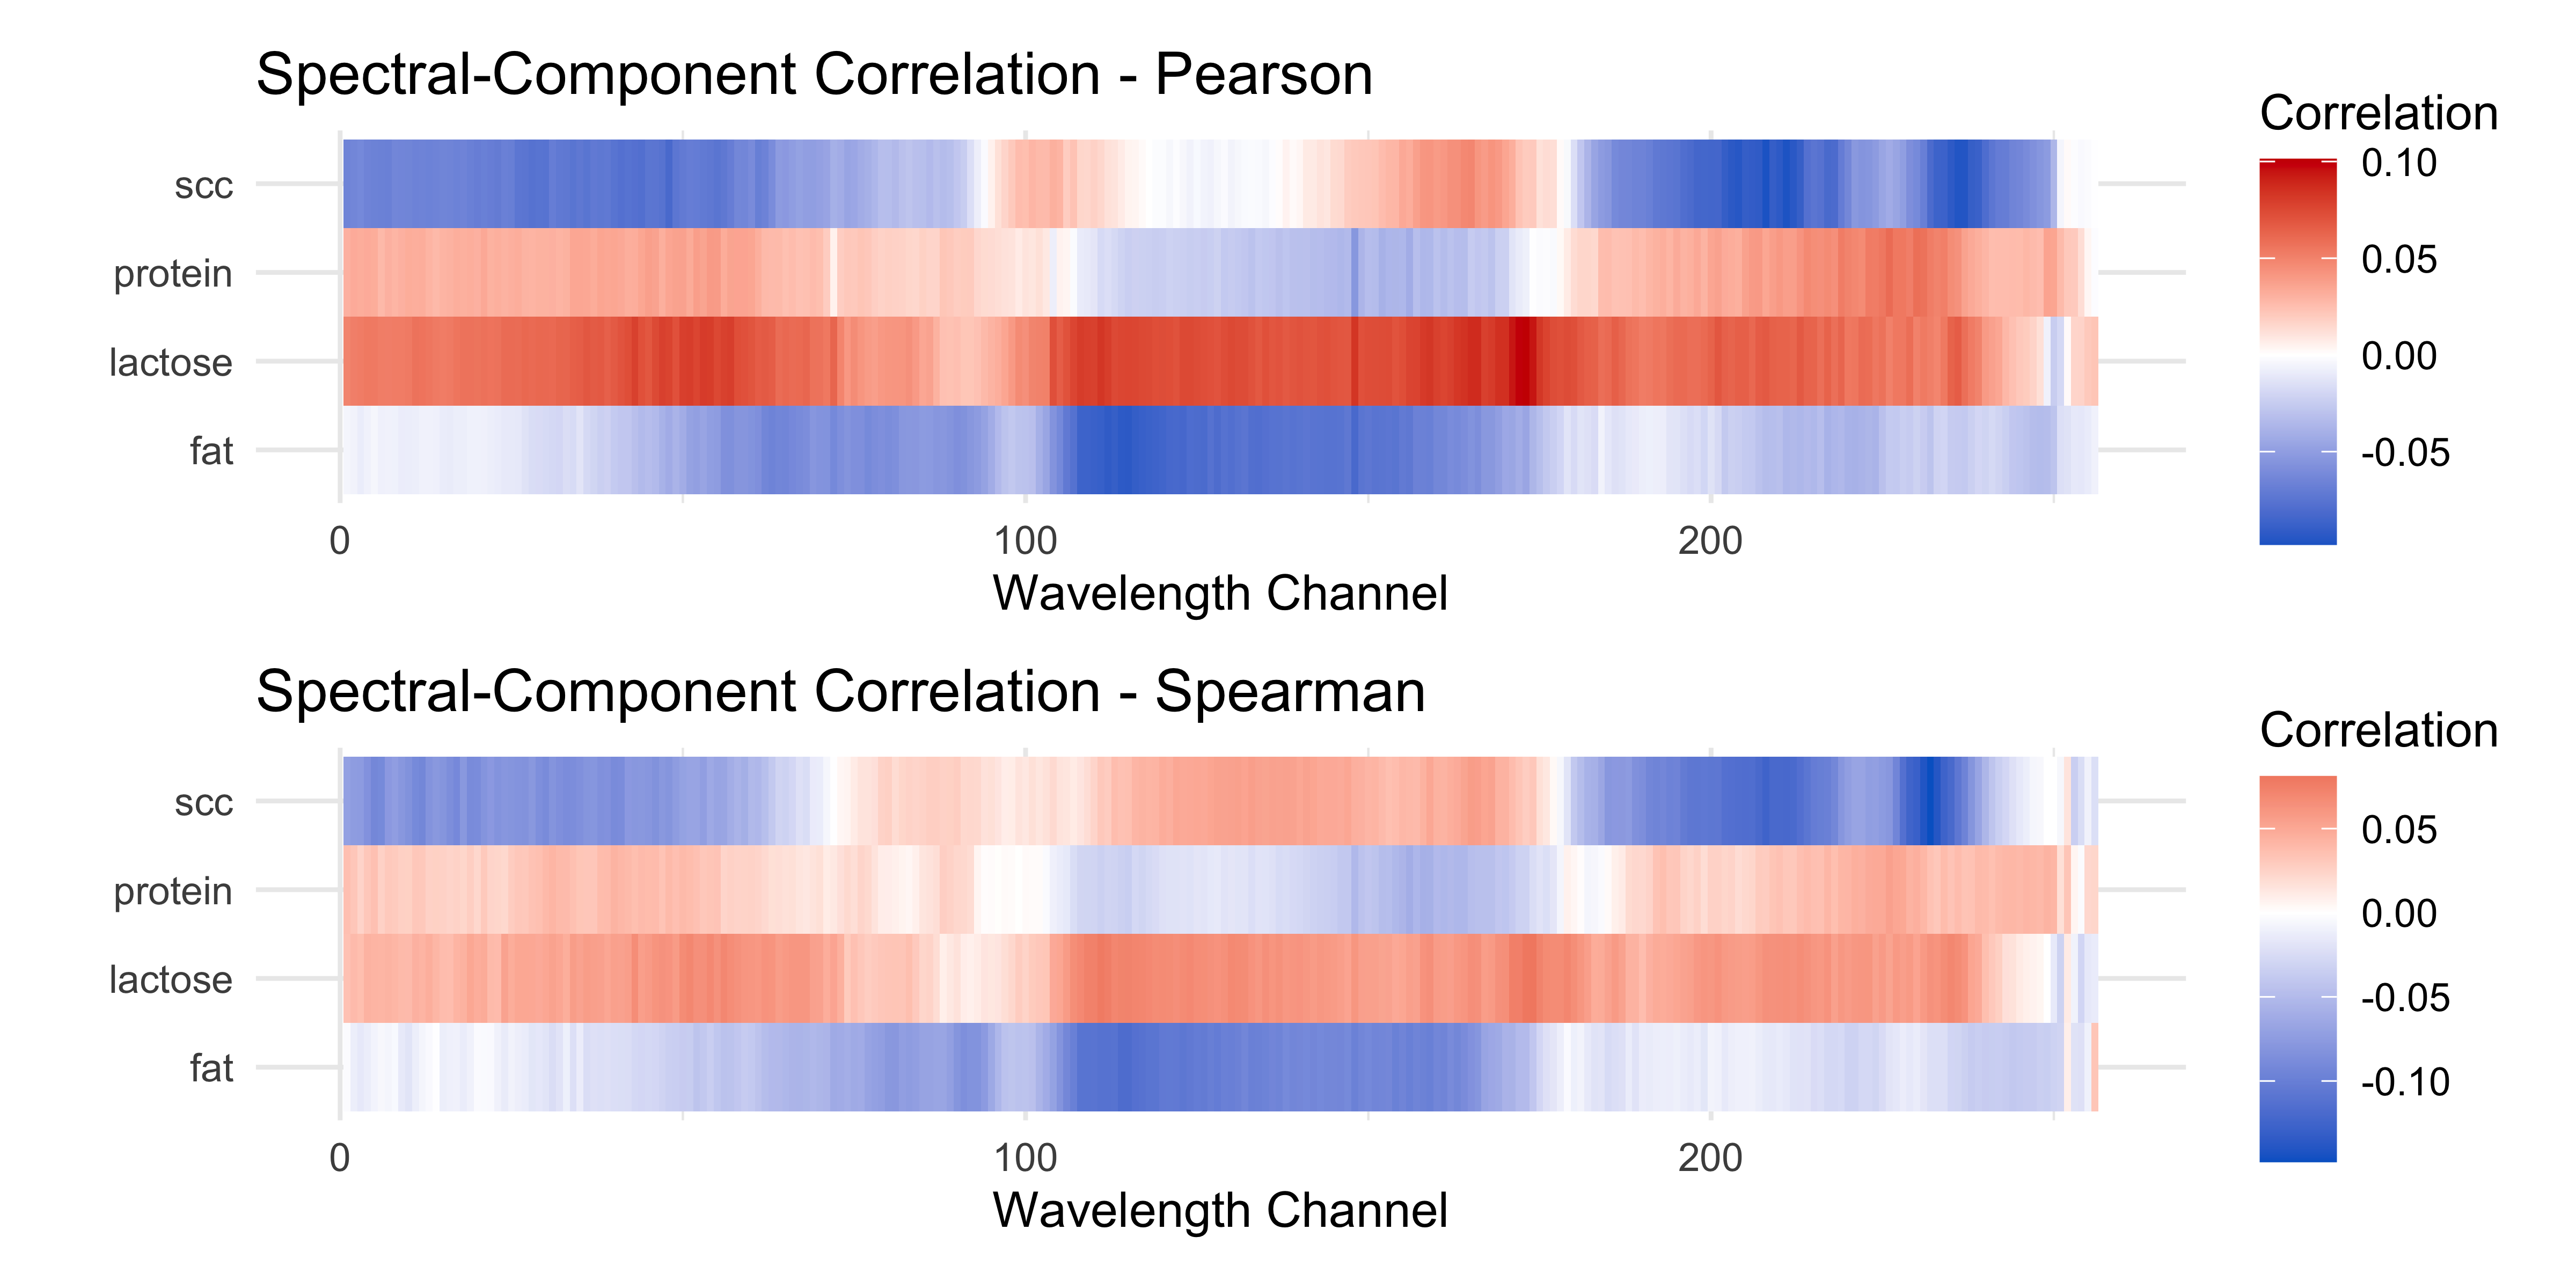 Spectral-Component Correlation - Pearson
scc
protein
lactose
fat
0 100 200
Wavelength Channel
Correlation
0.10
0.05
0.00
-0.05
Spectral-Component Correlation - Spearman
scc
protein
lactose
fat
0 100 200
Wavelength Channel
Correlation
0.05
0.00
-0.05
-0.10